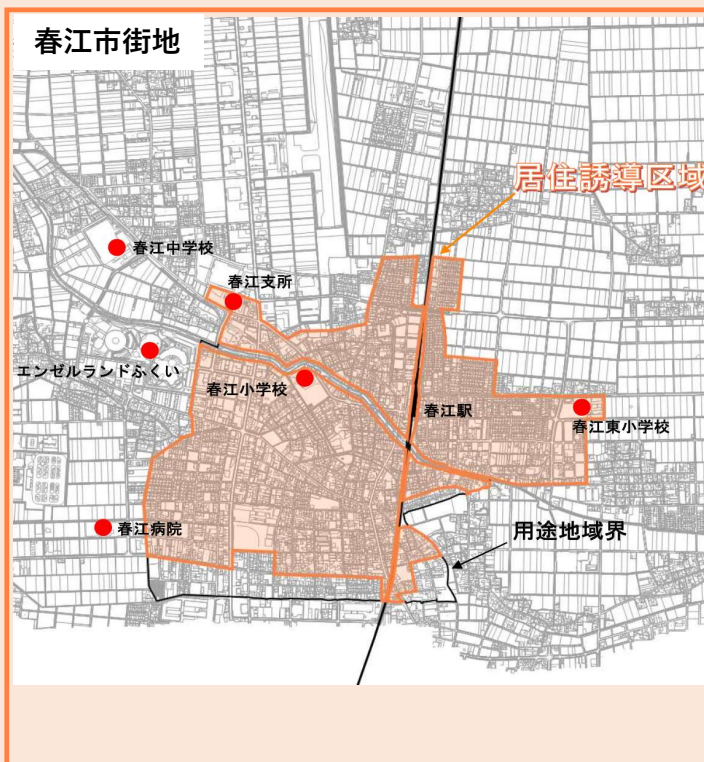 春江市街地
居住誘導区域
春江中学校
春江支所
エンゼルランドふくい
春江小学校
春江駅
春江東小学校
春江病院
用途地域界